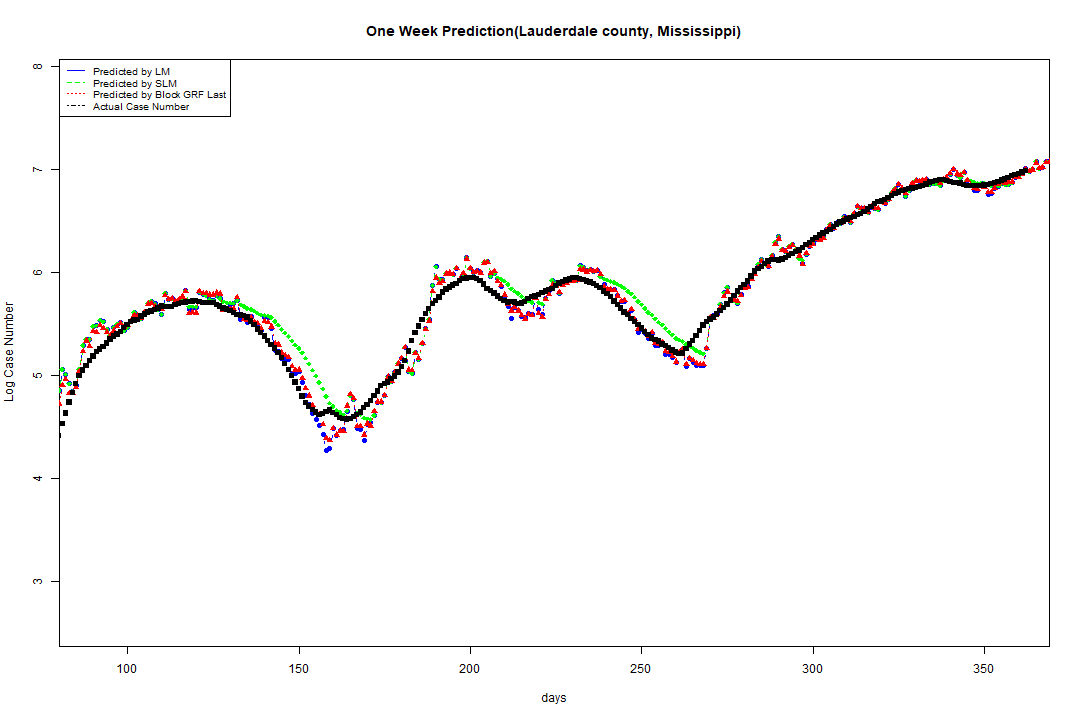 One Week Prediction(Lauderdale county, Mississippi)
Predicted by LM
Predicted by SLM
Predicted by Block GRF Last
Actual Case Number
Log Case Number
8
7
6
5
4
3
100 150 200 250 300 350
days